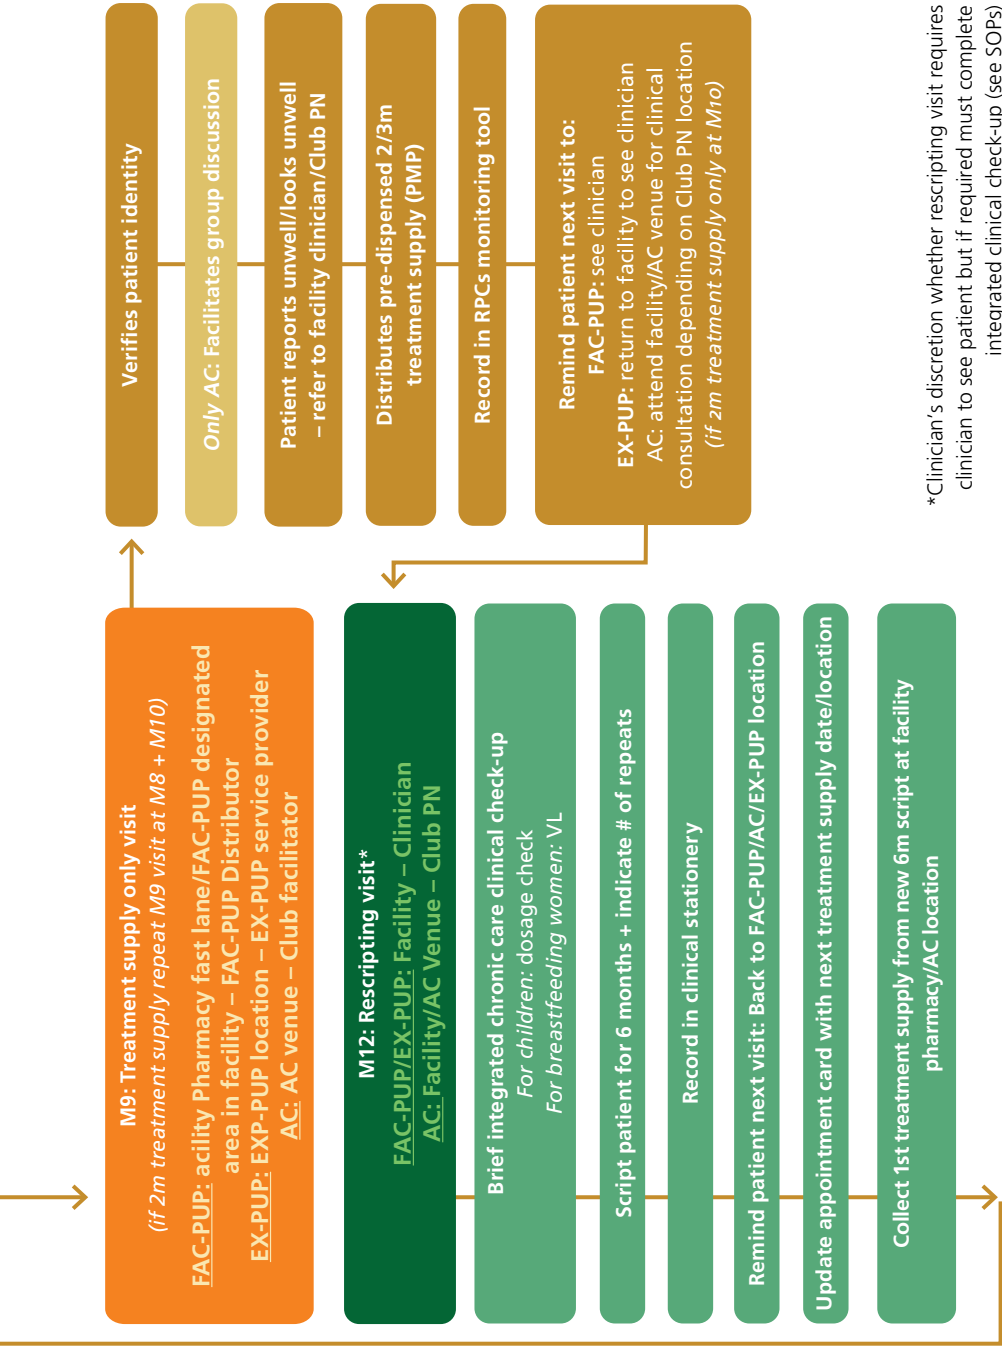 M9: Treatment supply only visit
(if 2m treatment supply repeat M9 visit at M8 + M10)
FAC-PUP: acility Pharmacy fast lane/FAC-PUP designated
area in facility – FAC-PUP Distributor
EX-PUP: EXP-PUP location – EX-PUP service provider
AC: AC venue – Club facilitator
Verifies patient identity
Only AC: Facilitates group discussion
Patient reports unwell/looks unwell
– refer to facility clinician/Club PN
Distributes pre-dispensed 2/3m
treatment supply (PMP)
Record in RPCs monitoring tool
Remind patient next visit to:
FAC-PUP: see clinician
EX-PUP: return to facility to see clinician
AC: attend facility/AC venue for clinical
consultation depending on Club PN location
(if 2m treatment supply only at M10)
M12: Rescripting visit*
FAC-PUP/EX-PUP: Facility – Clinician
AC: Facility/AC Venue – Club PN
Brief integrated chronic care clinical check-up
For children: dosage check
For breastfeeding women: VL
Script patient for 6 months + indicate # of repeats
Record in clinical stationery
Remind patient next visit: Back to FAC-PUP/AC/EX-PUP location
Update appointment card with next treatment supply date/location
Collect 1st treatment supply from new 6m script at facility
pharmacy/AC location
*Clinician's discretion whether rescripting visit requires
clinician to see patient but if required must complete
integrated clinical check-up (see SOPs)